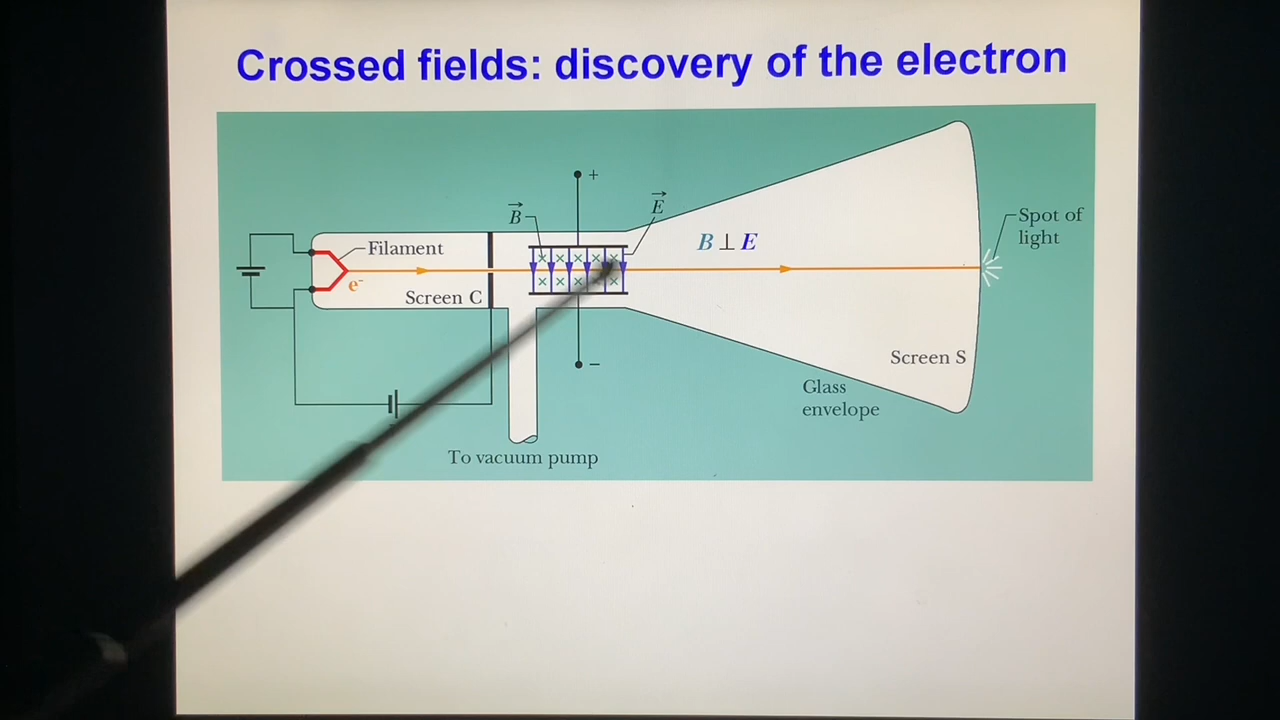 Crossed fields: discovery of the electron
+
B
E
B ⊥ E
Spot of
light
Filament
e⁻
Screen C
−
Screen S
Glass
envelope
To vacuum pump